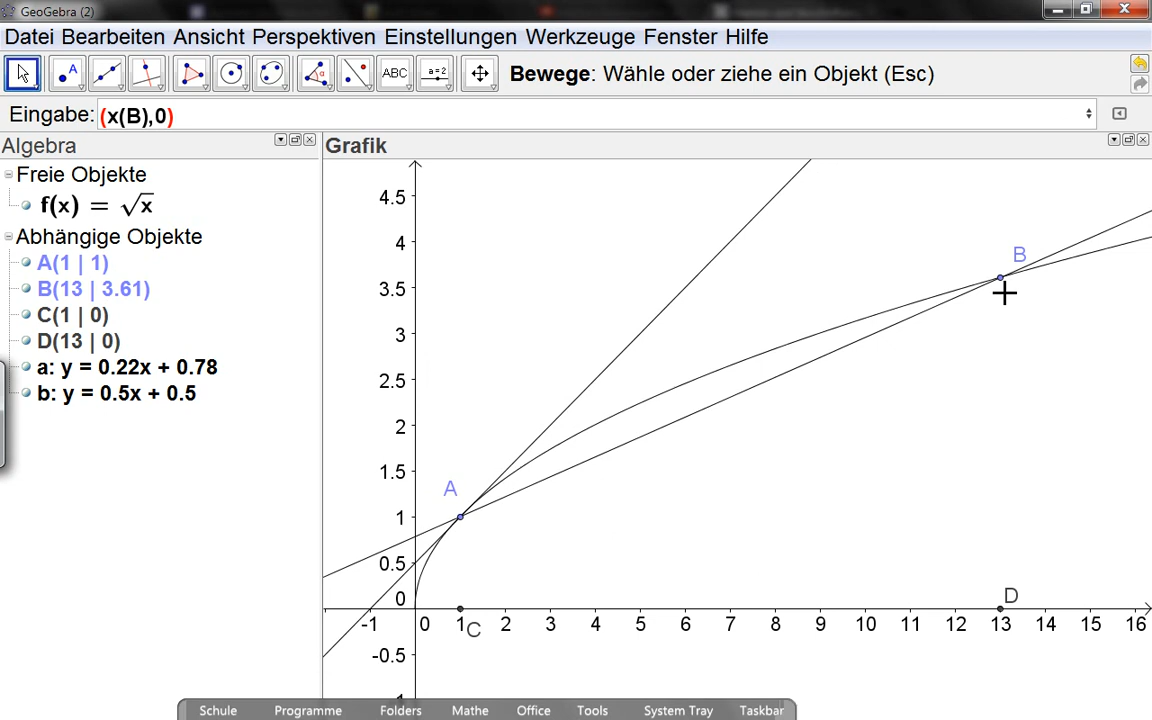 GeoGebra (2)
Datei Bearbeiten Ansicht Perspektiven Einstellungen Werkzeuge Fenster Hilfe
A α ABC a=2 Bewege: Wähle oder ziehe ein Objekt (Esc)
Eingabe: (x(B),0)
Algebra
Grafik
Freie Objekte
f(x) = √x
Abhängige Objekte
A(1 | 1)
B(13 | 3.61)
C(1 | 0)
D(13 | 0)
a: y = 0.22x + 0.78
b: y = 0.5x + 0.5
4.5
4
3.5
3
2.5
2
1.5
1
0.5
0
-0.5
-1
B
A
D
C
-1 0 1 2 3 4 5 6 7 8 9 10 11 12 13 14 15 16
Schule Programme Folders Mathe Office Tools System Tray Taskbar